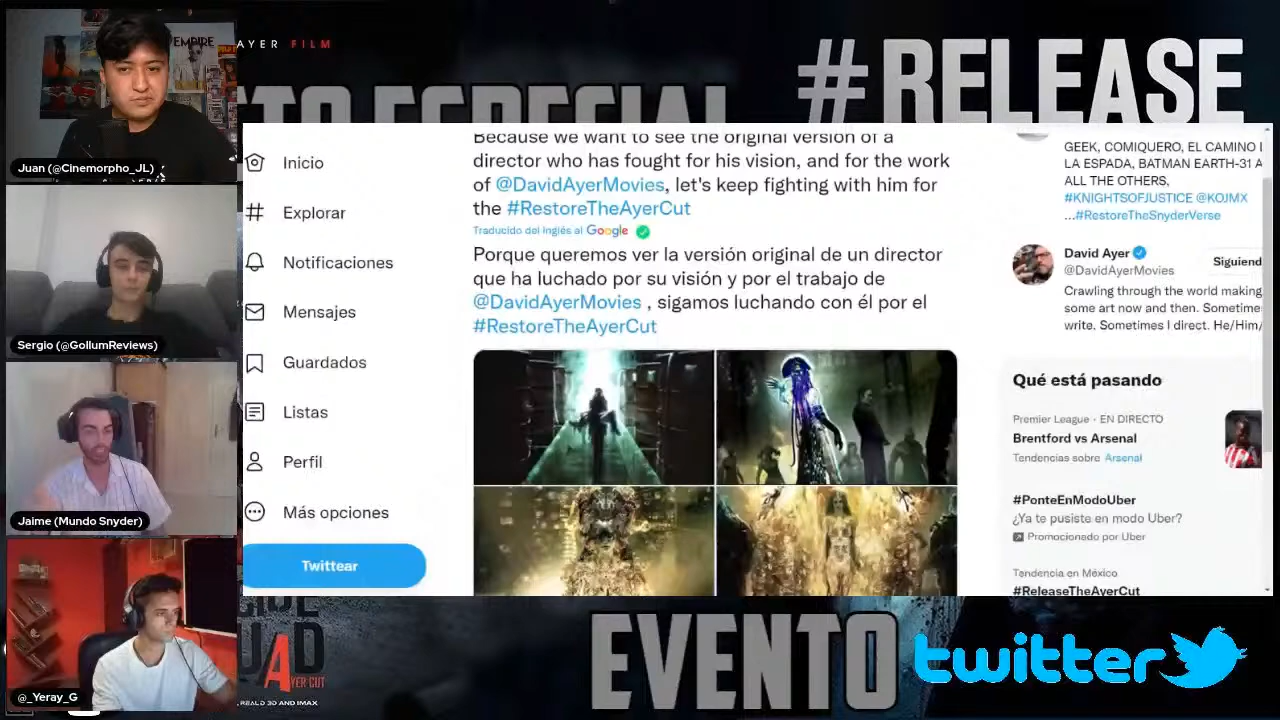 AYER FILM
EMPIRE
#RELEASE
Juan (@Cinemorpho_JL)
Sergio (@GollumReviews)
Jaime (Mundo Snyder)
@_Yeray_G
Inicio
Explorar
Notificaciones
Mensajes
Guardados
Listas
Perfil
Más opciones
Twittear
Because we want to see the original version of a
director who has fought for his vision, and for the work
of @DavidAyerMovies, let's keep fighting with him for
the #RestoreTheAyerCut
Traducido del inglés al Google
Porque queremos ver la versión original de un director
que ha luchado por su visión y por el trabajo de
@DavidAyerMovies , sigamos luchando con él por el
#RestoreTheAyerCut
GEEK, COMIQUERO, EL CAMINO
LA ESPADA, BATMAN EARTH-31 A
ALL THE OTHERS,
#KNIGHTSOFJUSTICE @KOJMX
...#RestoreTheSnyderVerse
David Ayer
@DavidAyerMovies
Siguiend
Crawling through the world making
some art now and then. Sometime
write. Sometimes I direct. He/Him/
Qué está pasando
Premier League · EN DIRECTO
Brentford vs Arsenal
Tendencias sobre Arsenal
#PonteEnModoUber
¿Ya te pusiste en modo Uber?
Promocionado por Uber
Tendencia en México
#ReleaseTheAyerCut
UAD
YER CUT
REALD 3D AND IMAX
EVENTO
twitter